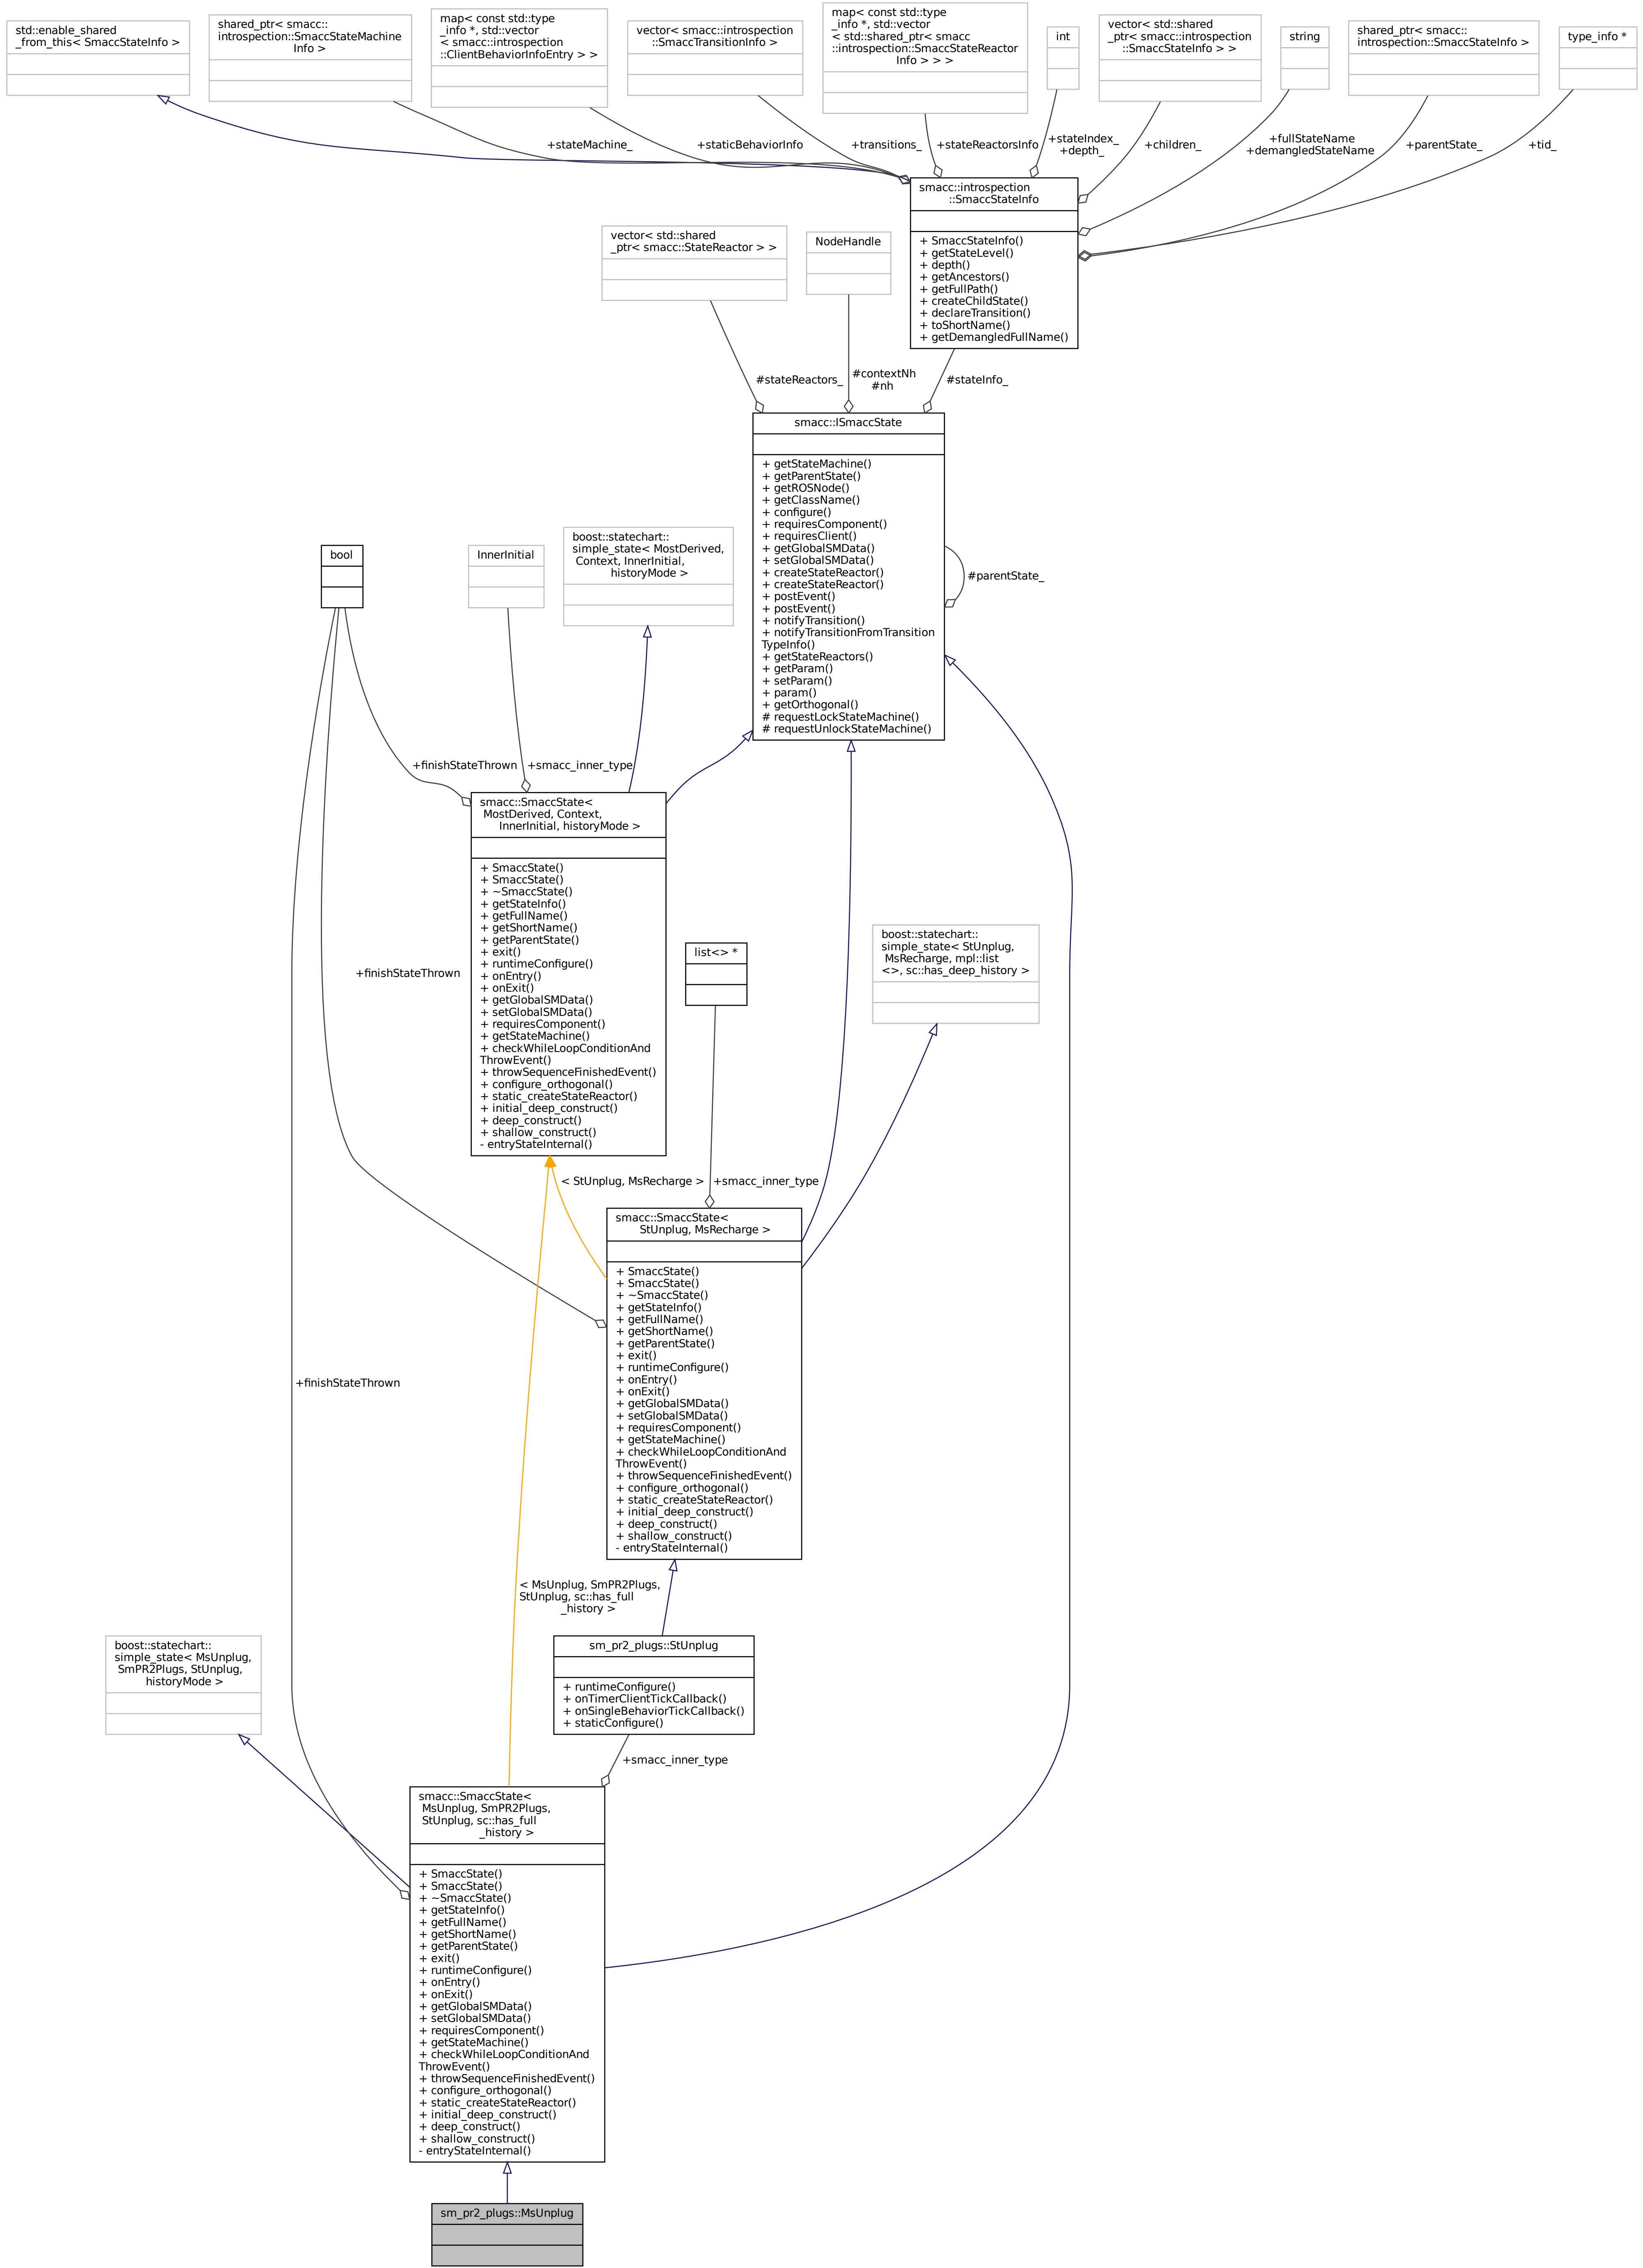 std::enable_shared
_from_this< SmaccStateInfo >
shared_ptr< smacc::
introspection::SmaccStateMachine
Info >
map< const std::type
_info *, std::vector
< smacc::introspection
::ClientBehaviorInfoEntry > >
vector< smacc::introspection
::SmaccTransitionInfo >
map< const std::type
_info *, std::vector
< std::shared_ptr< smacc
::introspection::SmaccStateReactor
Info > > >
int
vector< std::shared
_ptr< smacc::introspection
::SmaccStateInfo > >
string
shared_ptr< smacc::
introspection::SmaccStateInfo >
type_info *
+stateMachine_
+staticBehaviorInfo
+transitions_
+stateReactorsInfo
+stateIndex_
+depth_
+children_
+fullStateName
+demangledStateName
+parentState_
+tid_
smacc::introspection
::SmaccStateInfo
+ SmaccStateInfo()
+ getStateLevel()
+ depth()
+ getAncestors()
+ getFullPath()
+ createChildState()
+ declareTransition()
+ toShortName()
+ getDemangledFullName()
vector< std::shared
_ptr< smacc::StateReactor > >
NodeHandle
#stateReactors_
#contextNh
#nh
#stateInfo_
smacc::ISmaccState
+ getStateMachine()
+ getParentState()
+ getROSNode()
+ getClassName()
+ configure()
+ requiresComponent()
+ requiresClient()
+ getGlobalSMData()
+ setGlobalSMData()
+ createStateReactor()
+ createStateReactor()
+ postEvent()
+ postEvent()
+ notifyTransition()
+ notifyTransitionFromTransition
TypeInfo()
+ getStateReactors()
+ getParam()
+ setParam()
+ param()
+ getOrthogonal()
# requestLockStateMachine()
# requestUnlockStateMachine()
#parentState_
bool
InnerInitial
boost::statechart::
simple_state< MostDerived,
Context, InnerInitial,
historyMode >
+finishStateThrown
+smacc_inner_type
smacc::SmaccState<
MostDerived, Context,
InnerInitial, historyMode >
+ SmaccState()
+ SmaccState()
+ ~SmaccState()
+ getStateInfo()
+ getFullName()
+ getShortName()
+ getParentState()
+ exit()
+ runtimeConfigure()
+ onEntry()
+ onExit()
+ getGlobalSMData()
+ setGlobalSMData()
+ requiresComponent()
+ getStateMachine()
+ checkWhileLoopConditionAnd
ThrowEvent()
+ throwSequenceFinishedEvent()
+ configure_orthogonal()
+ static_createStateReactor()
+ initial_deep_construct()
+ deep_construct()
+ shallow_construct()
- entryStateInternal()
+finishStateThrown
list<> *
boost::statechart::
simple_state< StUnplug,
MsRecharge, mpl::list
<>, sc::has_deep_history >
< StUnplug, MsRecharge >
+smacc_inner_type
smacc::SmaccState<
StUnplug, MsRecharge >
+ SmaccState()
+ SmaccState()
+ ~SmaccState()
+ getStateInfo()
+ getFullName()
+ getShortName()
+ getParentState()
+ exit()
+ runtimeConfigure()
+ onEntry()
+ onExit()
+ getGlobalSMData()
+ setGlobalSMData()
+ requiresComponent()
+ getStateMachine()
+ checkWhileLoopConditionAnd
ThrowEvent()
+ throwSequenceFinishedEvent()
+ configure_orthogonal()
+ static_createStateReactor()
+ initial_deep_construct()
+ deep_construct()
+ shallow_construct()
- entryStateInternal()
+finishStateThrown
< MsUnplug, SmPR2Plugs,
StUnplug, sc::has_full
_history >
boost::statechart::
simple_state< MsUnplug,
SmPR2Plugs, StUnplug,
historyMode >
sm_pr2_plugs::StUnplug
+ runtimeConfigure()
+ onTimerClientTickCallback()
+ onSingleBehaviorTickCallback()
+ staticConfigure()
+smacc_inner_type
smacc::SmaccState<
MsUnplug, SmPR2Plugs,
StUnplug, sc::has_full
_history >
+ SmaccState()
+ SmaccState()
+ ~SmaccState()
+ getStateInfo()
+ getFullName()
+ getShortName()
+ getParentState()
+ exit()
+ runtimeConfigure()
+ onEntry()
+ onExit()
+ getGlobalSMData()
+ setGlobalSMData()
+ requiresComponent()
+ getStateMachine()
+ checkWhileLoopConditionAnd
ThrowEvent()
+ throwSequenceFinishedEvent()
+ configure_orthogonal()
+ static_createStateReactor()
+ initial_deep_construct()
+ deep_construct()
+ shallow_construct()
- entryStateInternal()
sm_pr2_plugs::MsUnplug